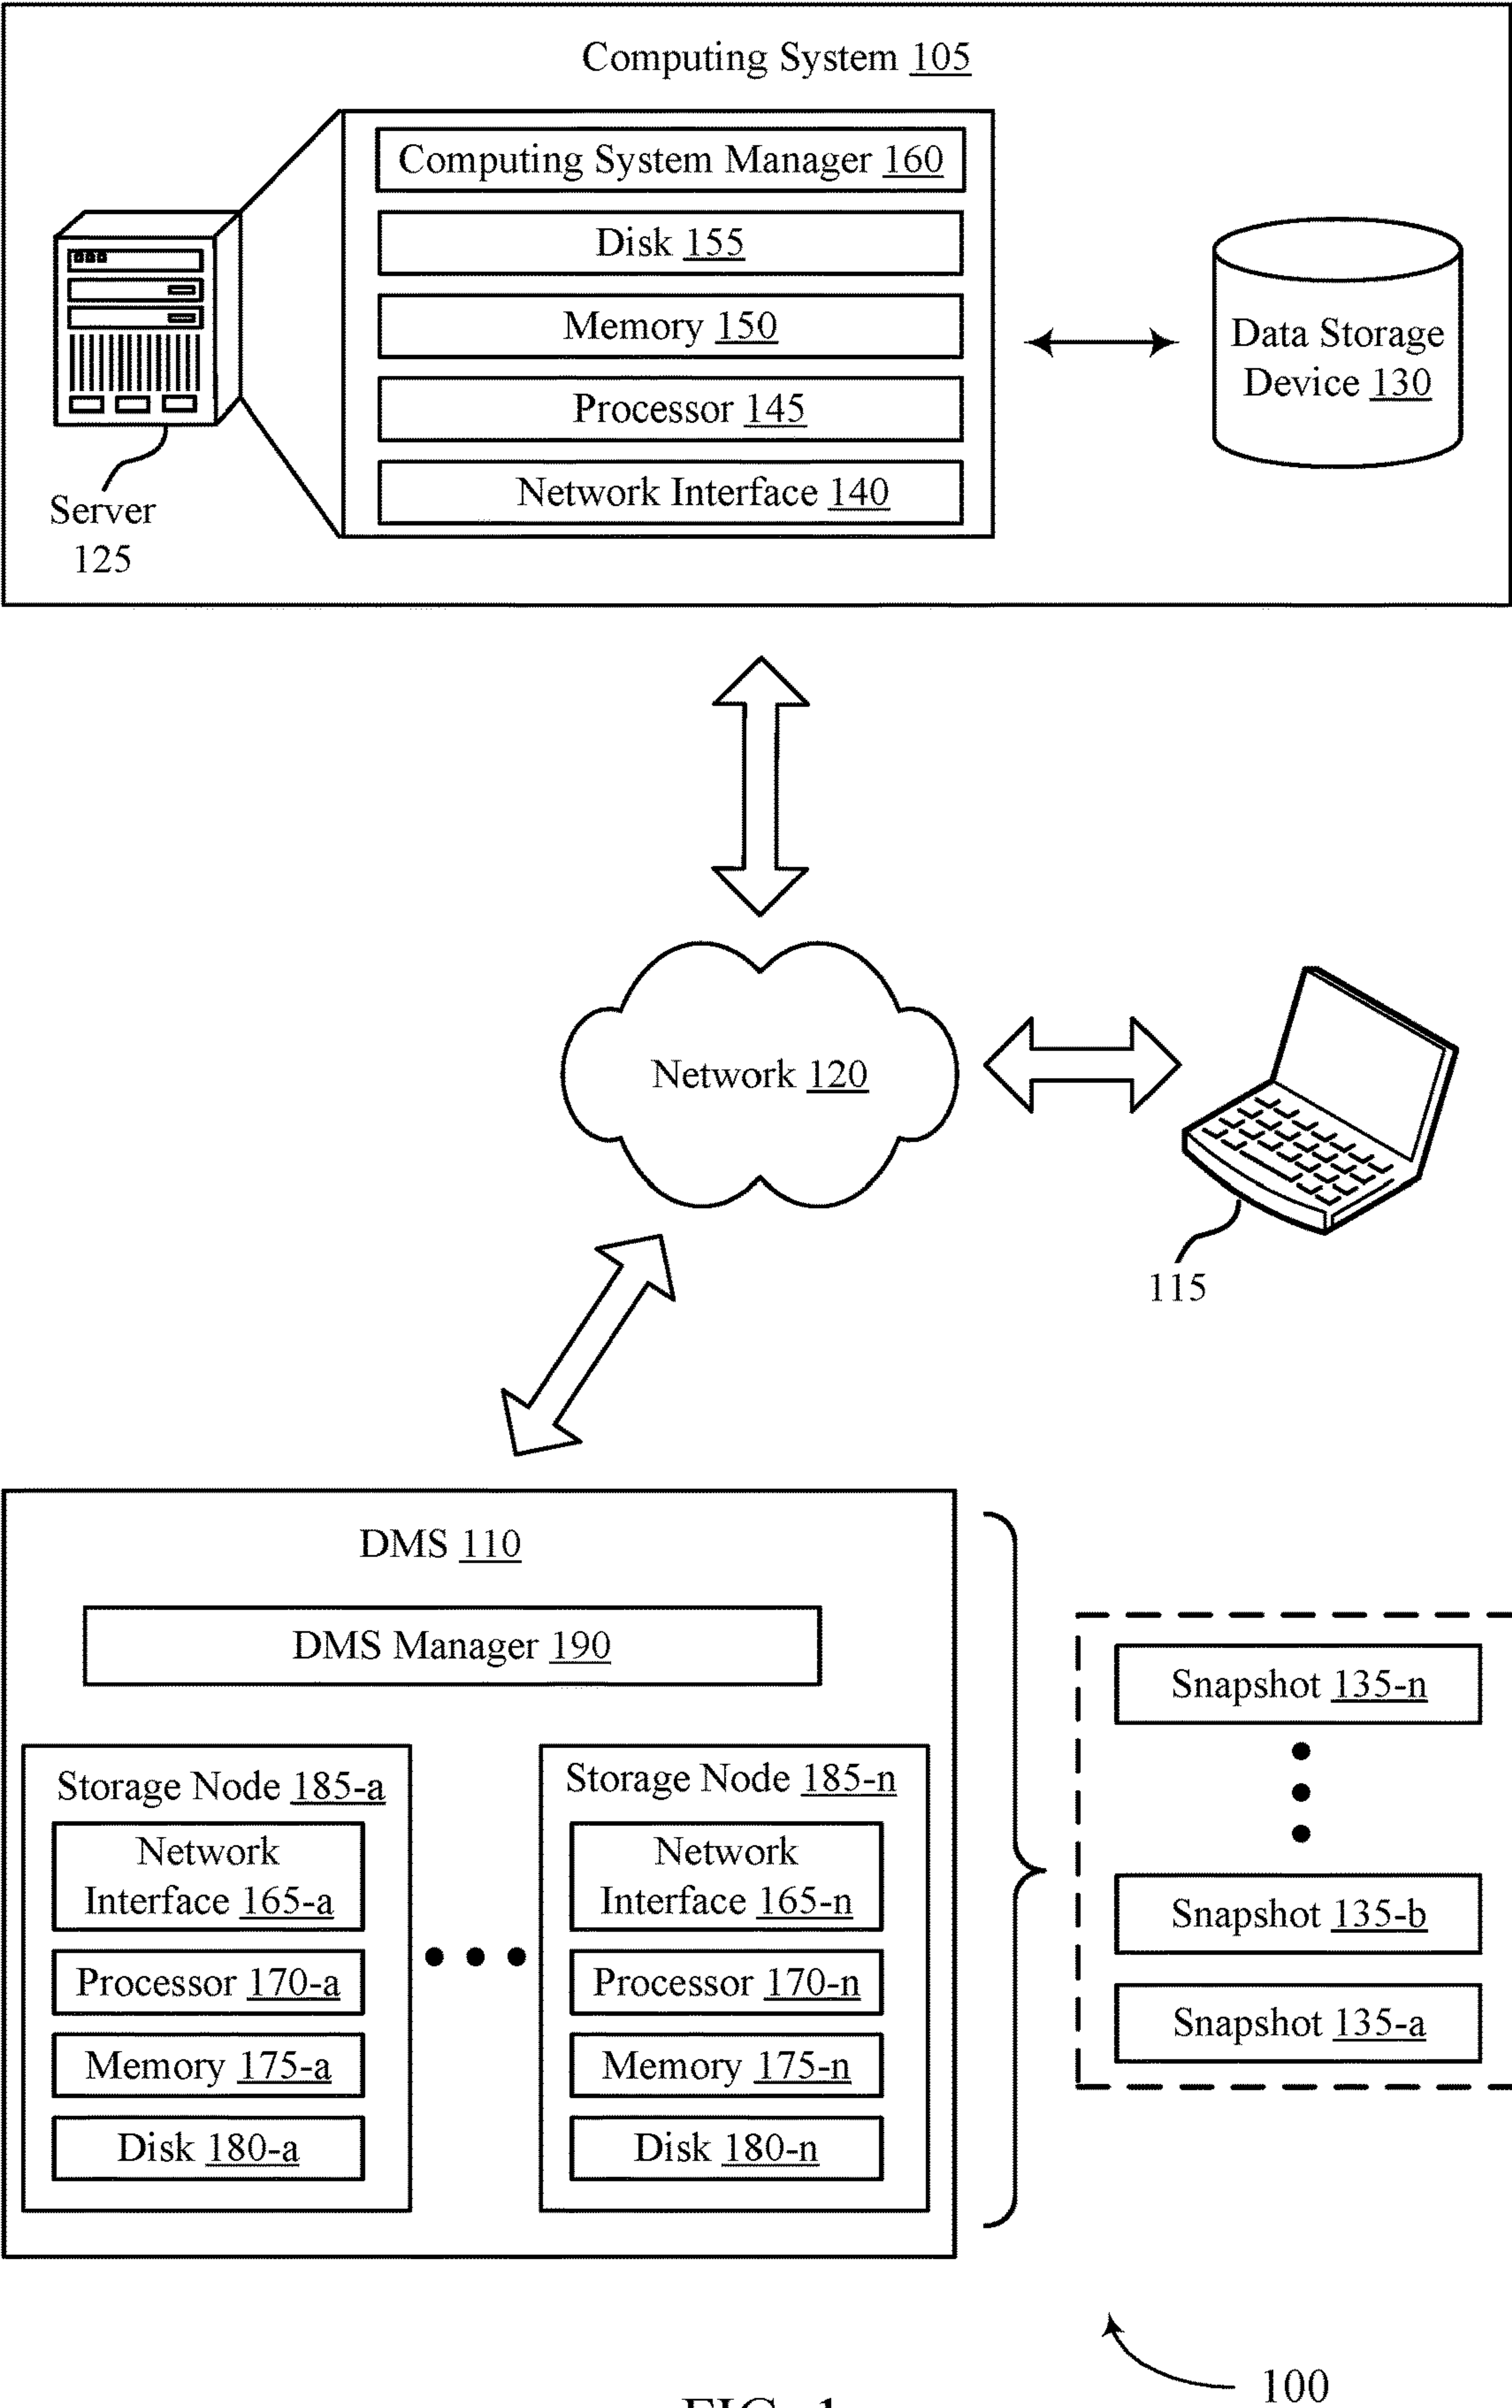 Computing System 105
Computing System Manager 160
Disk 155
Memory 150
Processor 145
Network Interface 140
Server
125
Data Storage
Device 130
Network 120
115
DMS 110
DMS Manager 190
Storage Node 185-a
Network
Interface 165-a
Processor 170-a
Memory 175-a
Disk 180-a
Storage Node 185-n
Network
Interface 165-n
Processor 170-n
Memory 175-n
Disk 180-n
Snapshot 135-n
Snapshot 135-b
Snapshot 135-a
100
FIG. 1